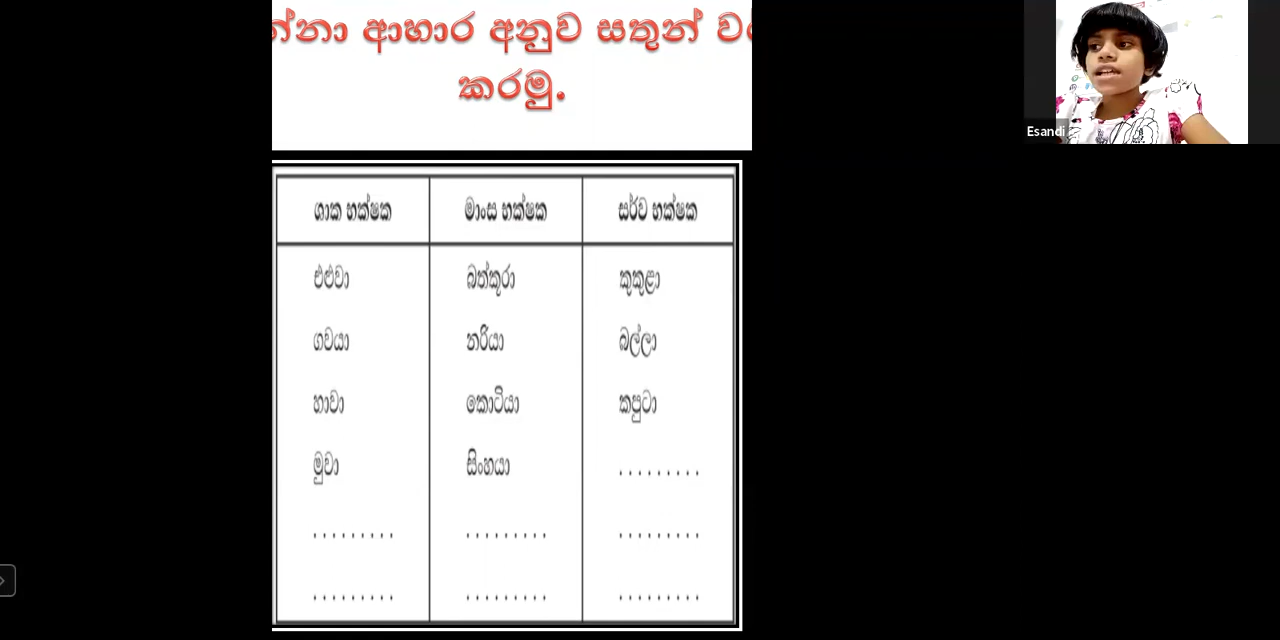 න්නා ආහාර අනුව සතුන් ව
කරමු.
Esandi
ශාක භක්ෂක මාංස භක්ෂක සර්ව භක්ෂක
එළුවා බත්කූරා කුකුළා
ගවයා නරියා බල්ලා
හාවා කොටියා කපුටා
මුවා සිංහයා .........
......... ......... .........
......... ......... .........